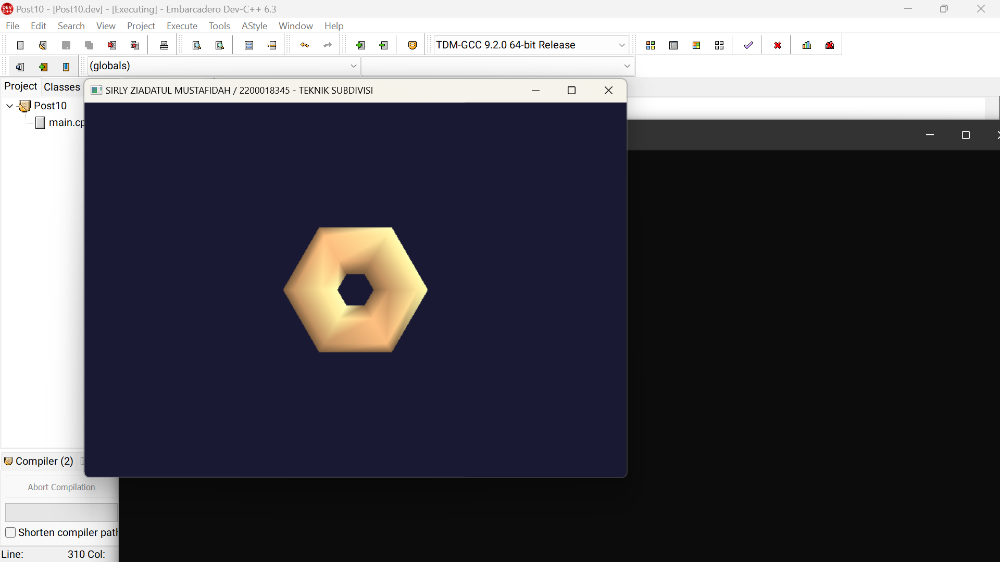 Post10 - [Post10.dev] - [Executing] - Embarcadero Dev-C++ 6.3
File Edit Search View Project Execute Tools AStyle Window Help
TDM-GCC 9.2.0 64-bit Release
(globals)
Project Classes
SIRLY ZIADATUL MUSTAFIDAH / 2200018345 - TEKNIK SUBDIVISI
Post10
main.cp
Compiler (2)
Abort Compilation
Shorten compiler path
Line: 310 Col: